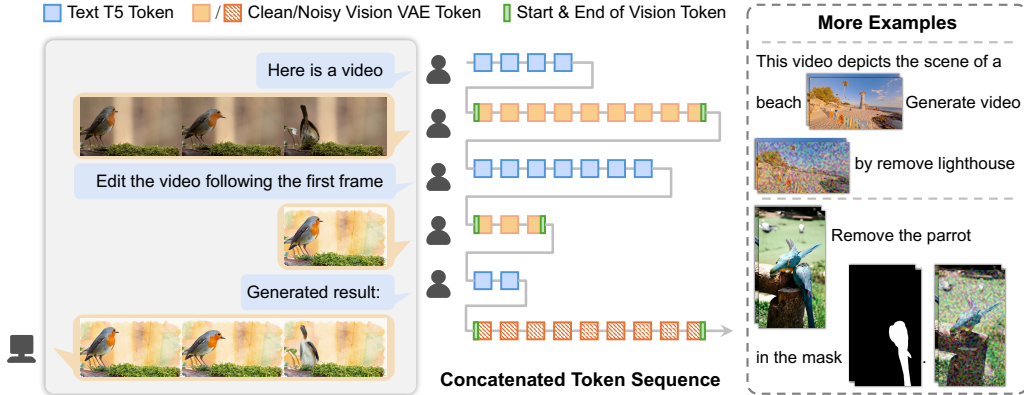 Text T5 Token / Clean/Noisy Vision VAE Token Start & End of Vision Token
Here is a video
Edit the video following the first frame
Generated result:
Concatenated Token Sequence
More Examples
This video depicts the scene of a
beach Generate video
by remove lighthouse
Remove the parrot
in the mask .